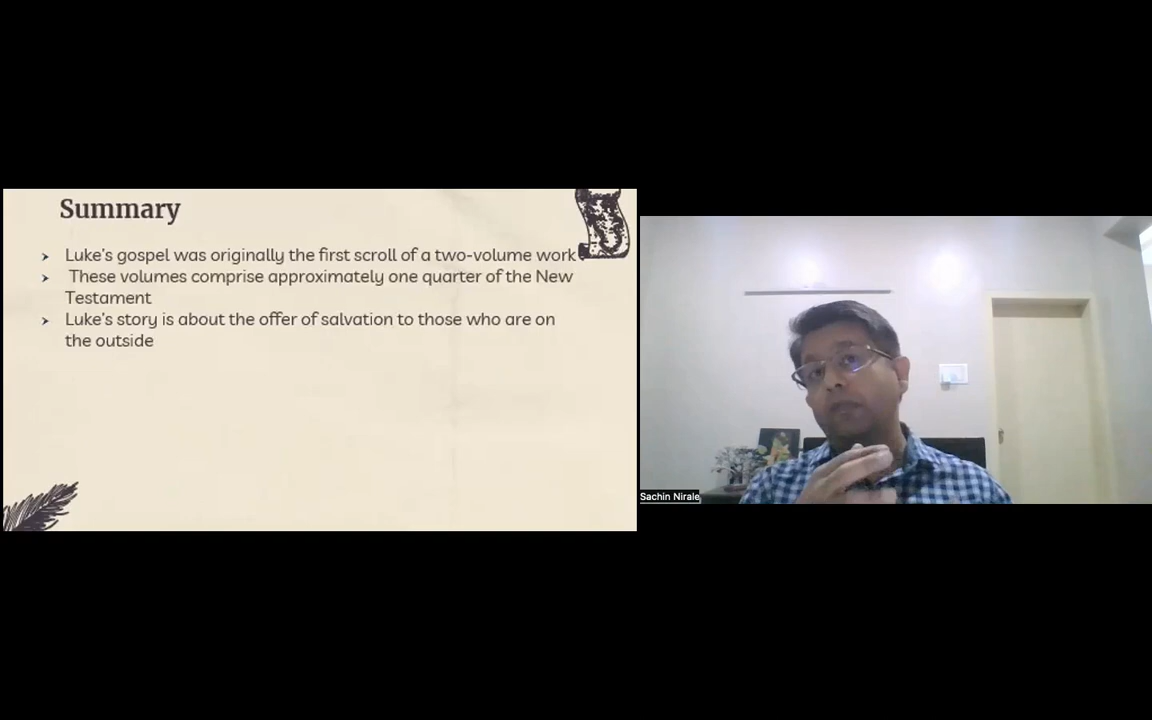 Summary
Luke's gospel was originally the first scroll of a two-volume work
These volumes comprise approximately one quarter of the New
Testament
Luke's story is about the offer of salvation to those who are on
the outside
Sachin Nirale